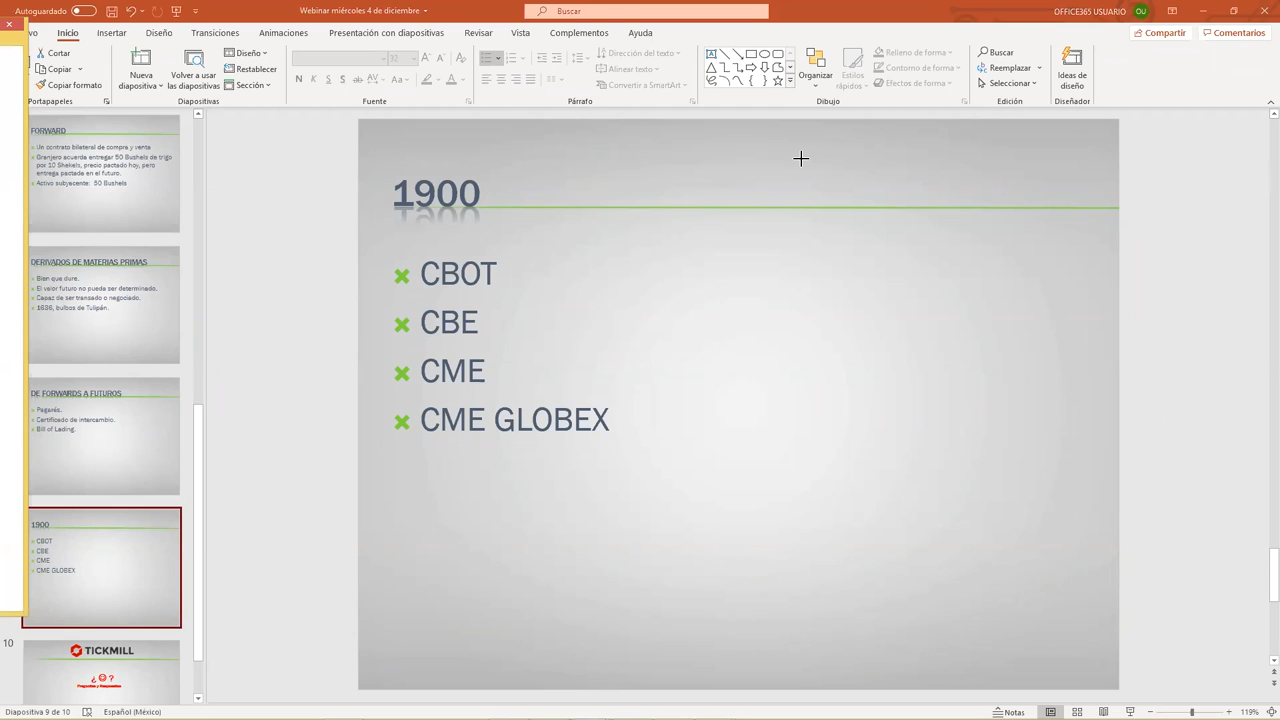 Autoguardado
Webinar miércoles 4 de diciembre
Buscar
OFFICE365 USUARIO
OU
Inicio
Insertar
Diseño
Transiciones
Animaciones
Presentación con diapositivas
Revisar
Vista
Complementos
Ayuda
Compartir
Comentarios
Cortar
Copiar
Copiar formato
Portapapeles
Nueva diapositiva
Volver a usar las diapositivas
Diseño
Restablecer
Sección
Diapositivas
Fuente
Dirección del texto
Alinear texto
Convertir a SmartArt
Párrafo
Organizar
Estilos rápidos
Relleno de forma
Contorno de forma
Efectos de forma
Dibujo
Buscar
Reemplazar
Seleccionar
Edición
Ideas de diseño
Diseñador
FORWARD
Un contrato bilateral de compra y venta
Granjero acuerda entregar 50 Bushels de trigo
por 10 Shekels, precio pactado hoy, pero
entrega pactada en el futuro.
Activo subyacente: 50 Bushels
DERIVADOS DE MATERIAS PRIMAS
Bien que dure.
El valor futuro no pueda ser determinado.
Capaz de ser transado o negociado.
1636, bulbos de Tulipán.
DE FORWARDS A FUTUROS
Pagarés.
Certificado de intercambio.
Bill of Lading.
1900
CBOT
CBE
CME
CME GLOBEX
10
TICKMILL
¿ ?
Preguntas y Respuestas
1900
CBOT
CBE
CME
CME GLOBEX
Diapositiva 9 de 10
Español (México)
Notas
119%